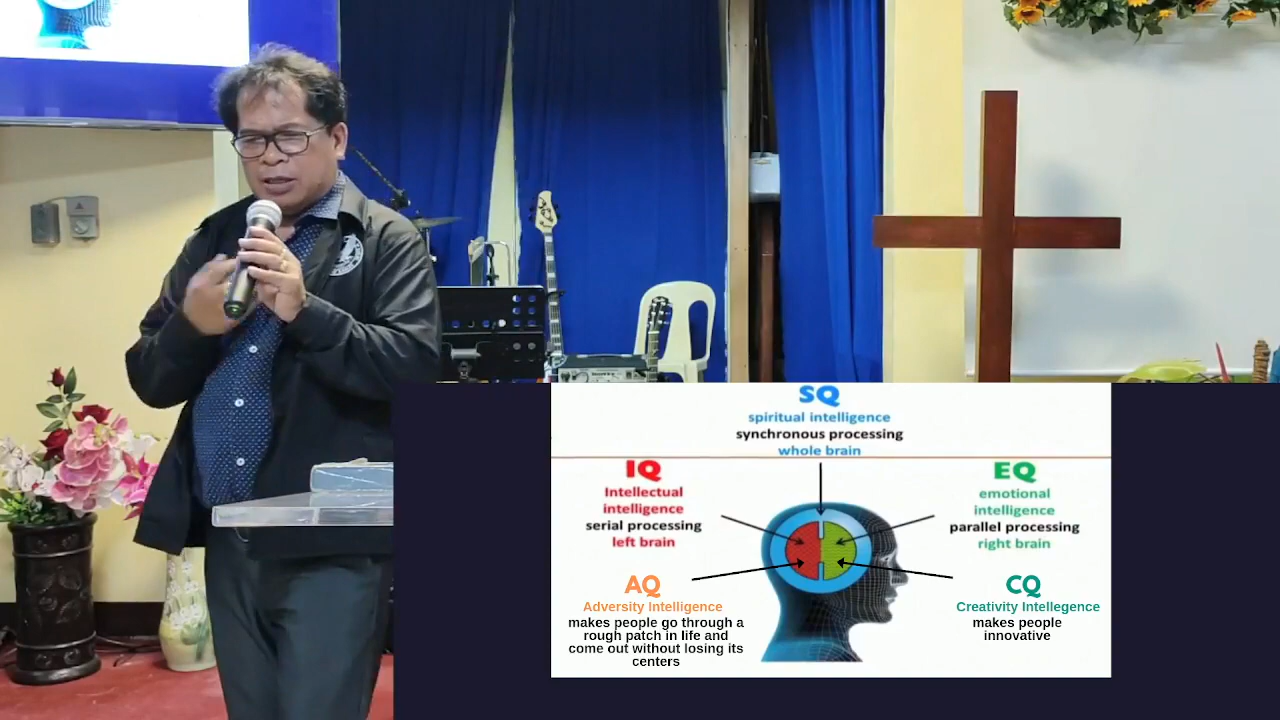 SQ
spiritual intelligence
synchronous processing
whole brain
IQ
Intellectual
intelligence
serial processing
left brain
EQ
emotional
intelligence
parallel processing
right brain
AQ
Adversity Intelligence
makes people go through a
rough patch in life and
come out without losing its
centers
CQ
Creativity Intellegence
makes people
innovative